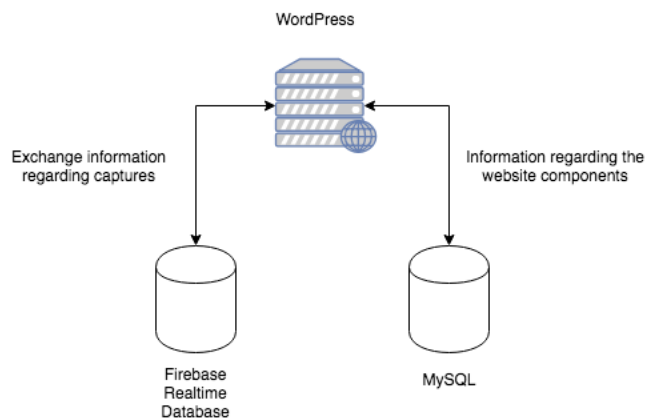 WordPress
Exchange information
regarding captures
Information regarding the
website components
Firebase
Realtime
Database
MySQL